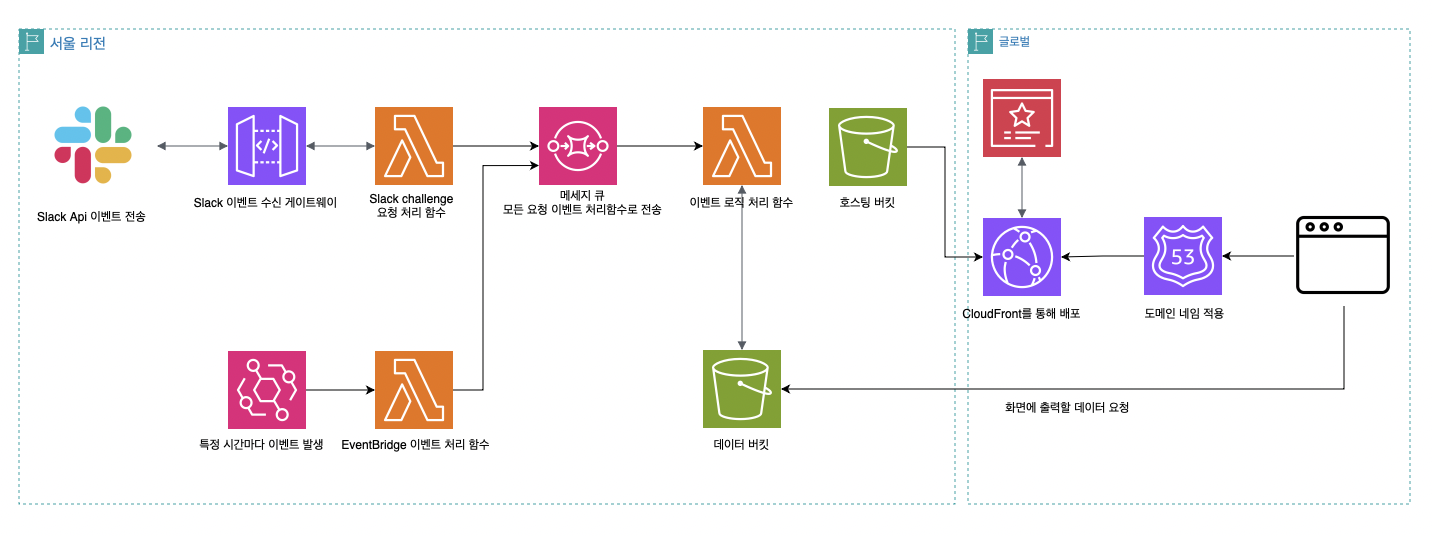 서울 리전
글로벌
Slack Api 이벤트 전송
Slack 이벤트 수신 게이트웨이
Slack challenge
요청 처리 함수
메세지 큐
모든 요청 이벤트 처리함수로 전송
이벤트 로직 처리 함수
호스팅 버킷
53
CloudFront를 통해 배포
도메인 네임 적용
화면에 출력할 데이터 요청
특정 시간마다 이벤트 발생
EventBridge 이벤트 처리 함수
데이터 버킷